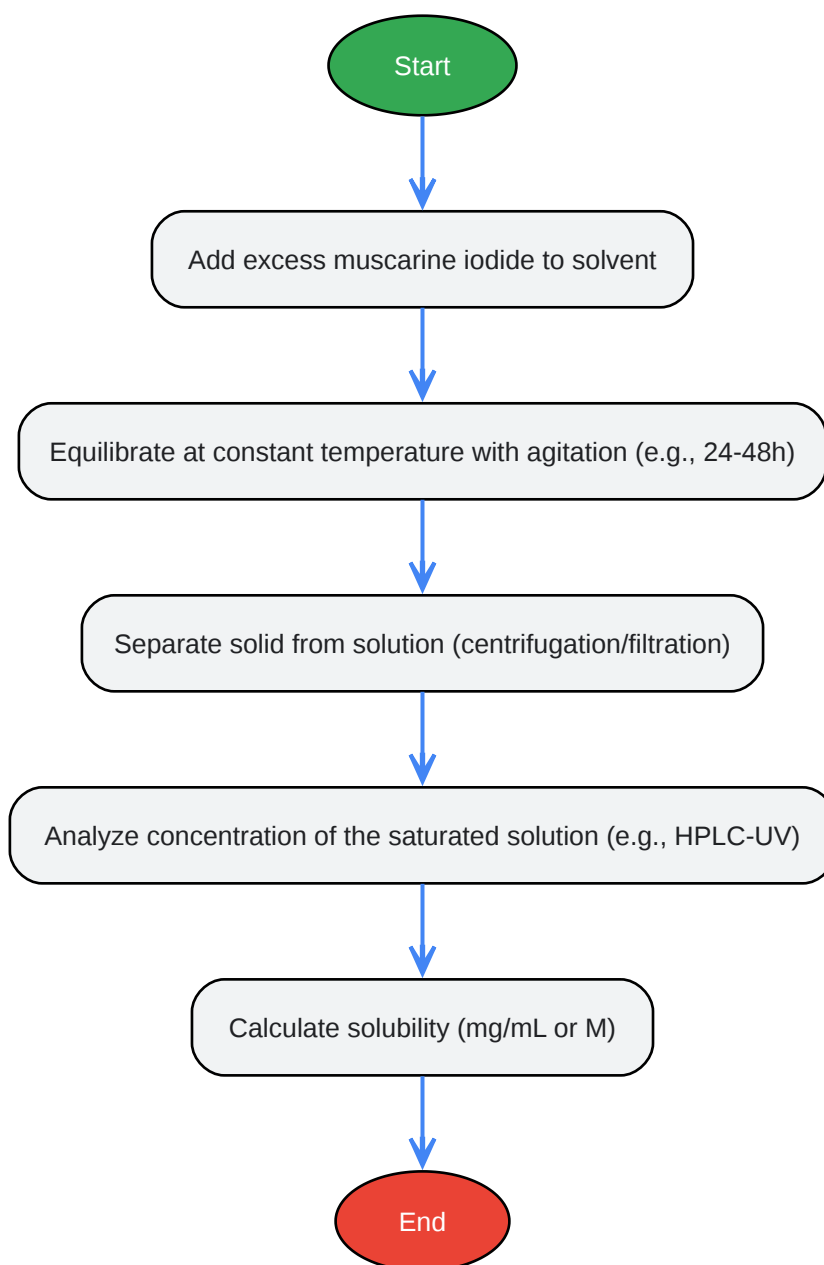 Start
Add excess muscarine iodide to solvent
Equilibrate at constant temperature with agitation (e.g., 24-48h)
Separate solid from solution (centrifugation/filtration)
Analyze concentration of the saturated solution (e.g., HPLC-UV)
Calculate solubility (mg/mL or M)
End